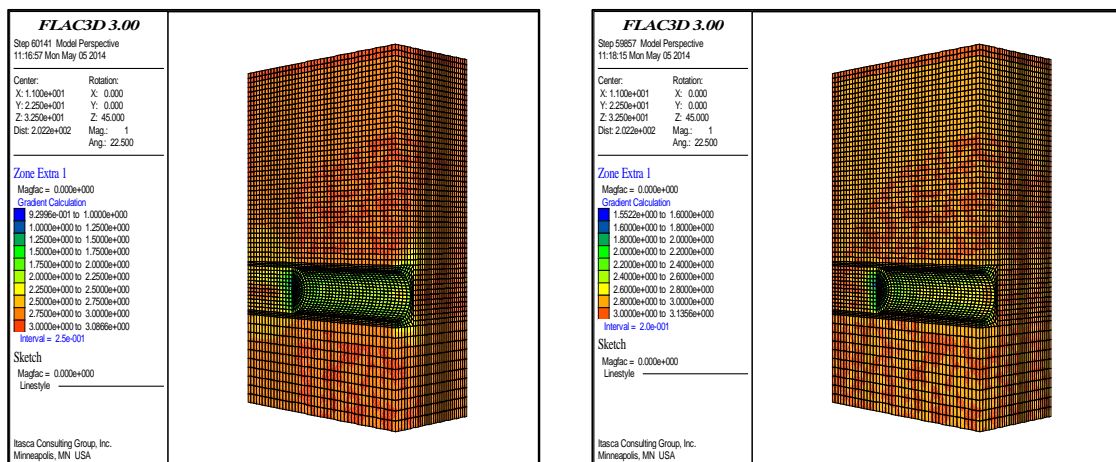 FLAC3D 3.00
Step 60141 Model Perspective
11:16:57 Mon May 05 2014
Center: Rotation:
X: 1.100e+001 X: 0.000
Y: 2.250e+001 Y: 0.000
Z: 3.250e+001 Z: 45.000
Dist: 2.022e+002 Mag.: 1
Ang.: 22.500
Zone Extra 1
Magfac = 0.000e+000
Gradient Calculation
9.2996e-001 to 1.0000e+000
1.0000e+000 to 1.2500e+000
1.2500e+000 to 1.5000e+000
1.5000e+000 to 1.7500e+000
1.7500e+000 to 2.0000e+000
2.0000e+000 to 2.2500e+000
2.2500e+000 to 2.5000e+000
2.5000e+000 to 2.7500e+000
2.7500e+000 to 3.0000e+000
3.0000e+000 to 3.0866e+000
Interval = 2.5e-001
Sketch
Magfac = 0.000e+000
Linestyle
Itasca Consulting Group, Inc.
Minneapolis, MN USA
FLAC3D 3.00
Step 59857 Model Perspective
11:18:15 Mon May 05 2014
Center: Rotation:
X: 1.100e+001 X: 0.000
Y: 2.250e+001 Y: 0.000
Z: 3.250e+001 Z: 45.000
Dist: 2.022e+002 Mag.: 1
Ang.: 22.500
Zone Extra 1
Magfac = 0.000e+000
Gradient Calculation
1.5522e+000 to 1.6000e+000
1.6000e+000 to 1.8000e+000
1.8000e+000 to 2.0000e+000
2.0000e+000 to 2.2000e+000
2.2000e+000 to 2.4000e+000
2.4000e+000 to 2.6000e+000
2.6000e+000 to 2.8000e+000
2.8000e+000 to 3.0000e+000
3.0000e+000 to 3.1356e+000
Interval = 2.0e-001
Sketch
Magfac = 0.000e+000
Linestyle
Itasca Consulting Group, Inc.
Minneapolis, MN USA